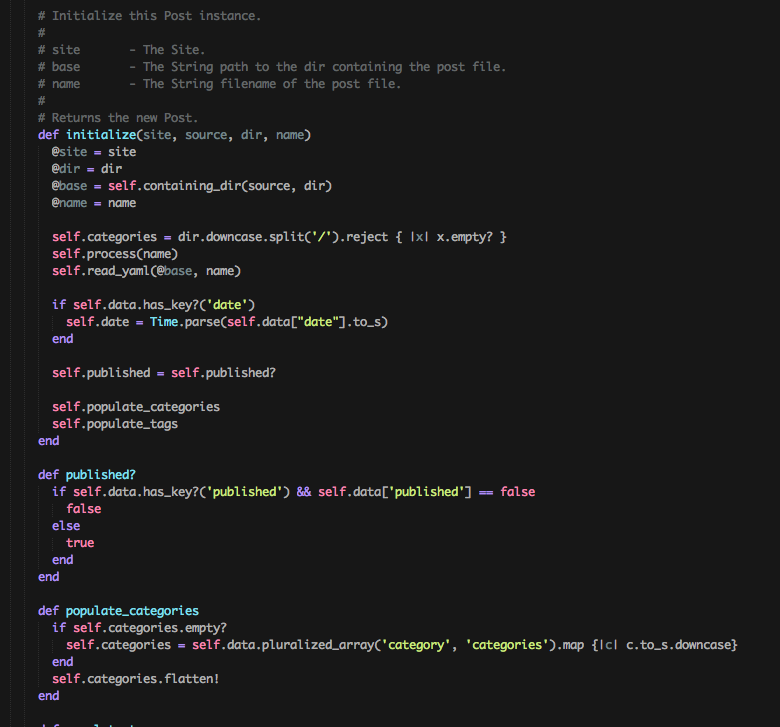 # Initialize this Post instance.
#
# site       - The Site.
# base       - The String path to the dir containing the post file.
# name       - The String filename of the post file.
#
# Returns the new Post.
def initialize(site, source, dir, name)
  @site = site
  @dir = dir
  @base = self.containing_dir(source, dir)
  @name = name

  self.categories = dir.downcase.split('/').reject { |x| x.empty? }
  self.process(name)
  self.read_yaml(@base, name)

  if self.data.has_key?('date')
    self.date = Time.parse(self.data["date"].to_s)
  end

  self.published = self.published?

  self.populate_categories
  self.populate_tags
end

def published?
  if self.data.has_key?('published') && self.data['published'] == false
    false
  else
    true
  end
end

def populate_categories
  if self.categories.empty?
    self.categories = self.data.pluralized_array('category', 'categories').map {|c| c.to_s.downcase}
  end
  self.categories.flatten!
end